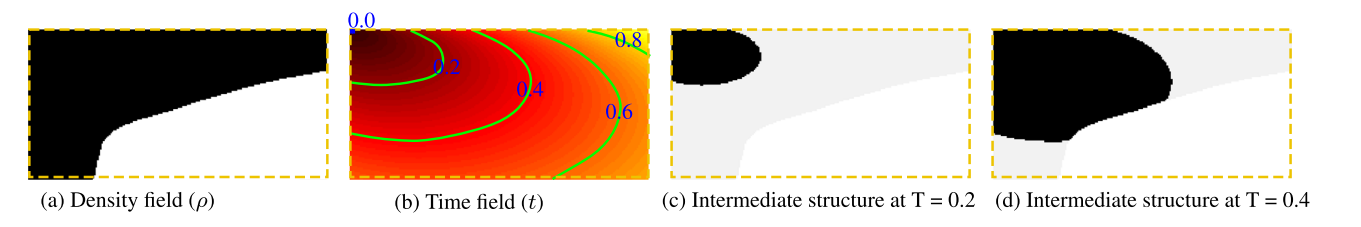 0.0
0.8
0.2
0.4
0.6
(a) Density field (ρ)
(b) Time field (t)
(c) Intermediate structure at T = 0.2
(d) Intermediate structure at T = 0.4